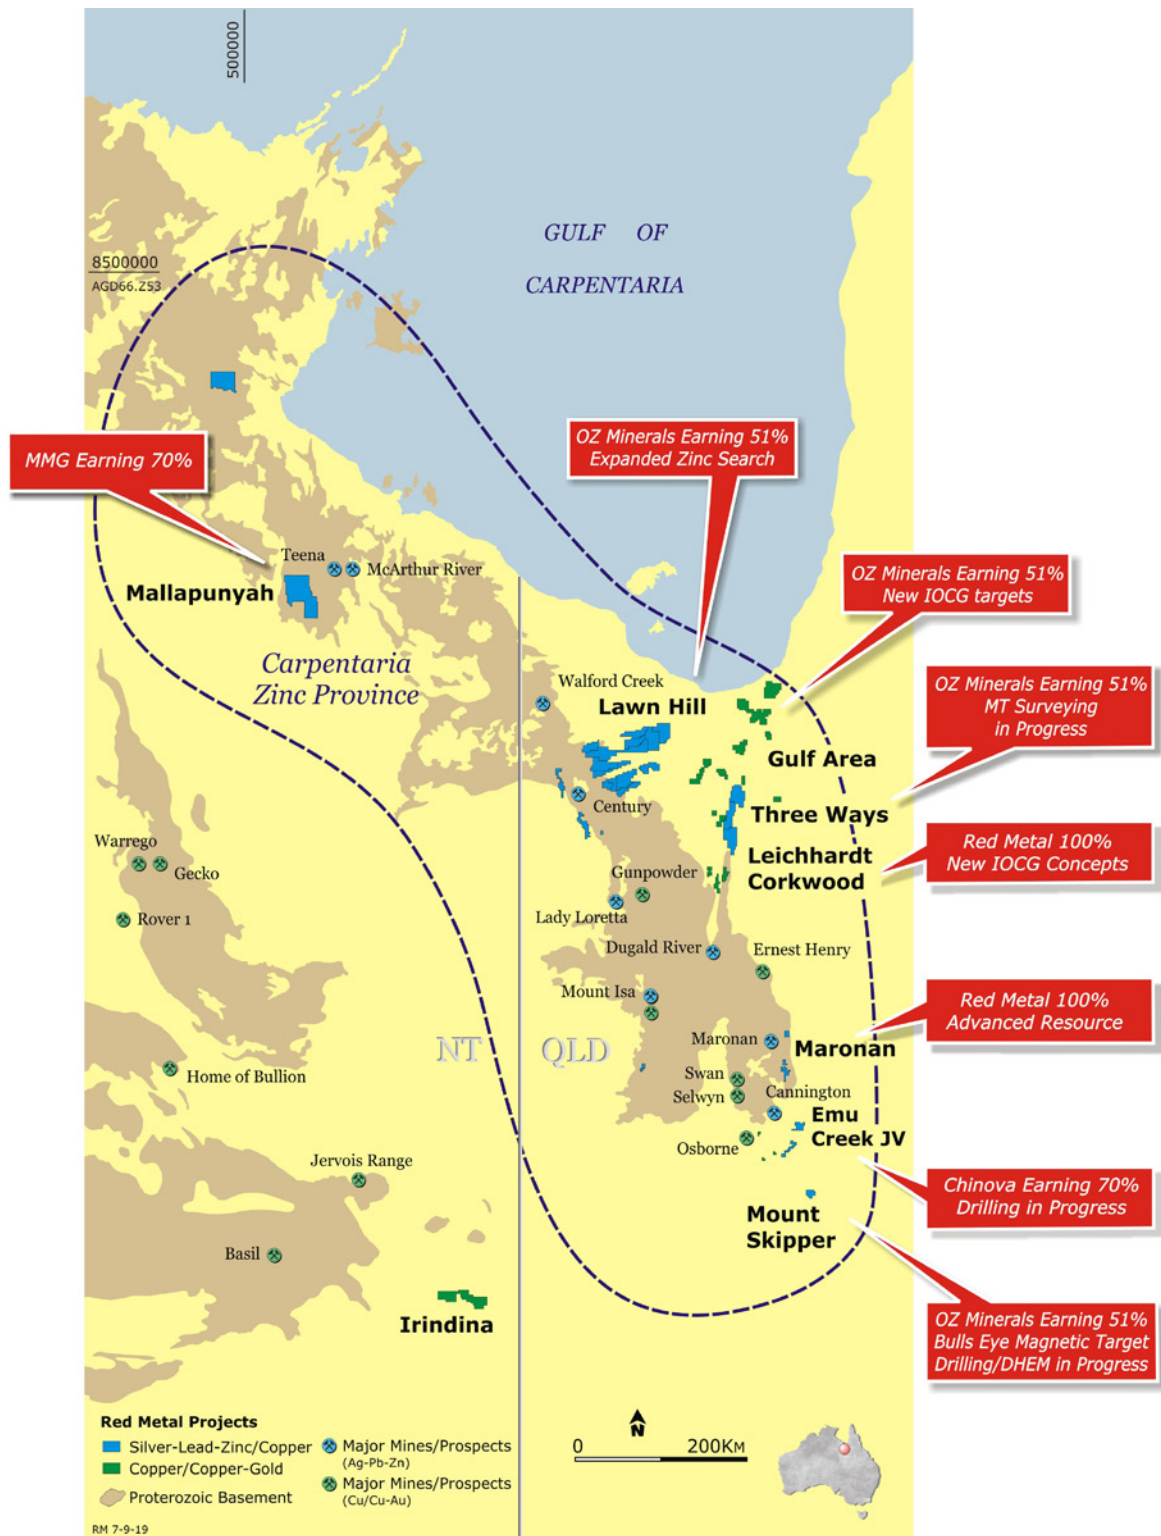 500000
8500000
AGD66.Z53
GULF OF
CARPENTARIA
MMG Earning 70%
OZ Minerals Earning 51%
Expanded Zinc Search
OZ Minerals Earning 51%
New IOCG targets
Teena
McArthur River
Mallapunyah
Carpentaria
Zinc Province
Walford Creek
Lawn Hill
OZ Minerals Earning 51%
MT Surveying
in Progress
Gulf Area
Century
Three Ways
Warrego
Gecko
Rover 1
Gunpowder
Leichhardt
Corkwood
Red Metal 100%
New IOCG Concepts
Lady Loretta
Dugald River
Ernest Henry
Mount Isa
Red Metal 100%
Advanced Resource
NT
QLD
Maronan
Maronan
Home of Bullion
Swan
Selwyn
Cannington
Emu
Creek JV
Osborne
Jervois Range
Chinova Earning 70%
Drilling in Progress
Mount
Skipper
Basil
Irindina
OZ Minerals Earning 51%
Bulls Eye Magnetic Target
Drilling/DHEM in Progress
Red Metal Projects
Silver-Lead-Zinc/Copper
Copper/Copper-Gold
Proterozoic Basement
Major Mines/Prospects
(Ag-Pb-Zn)
Major Mines/Prospects
(Cu/Cu-Au)
N
0 200KM
RM 7-9-19